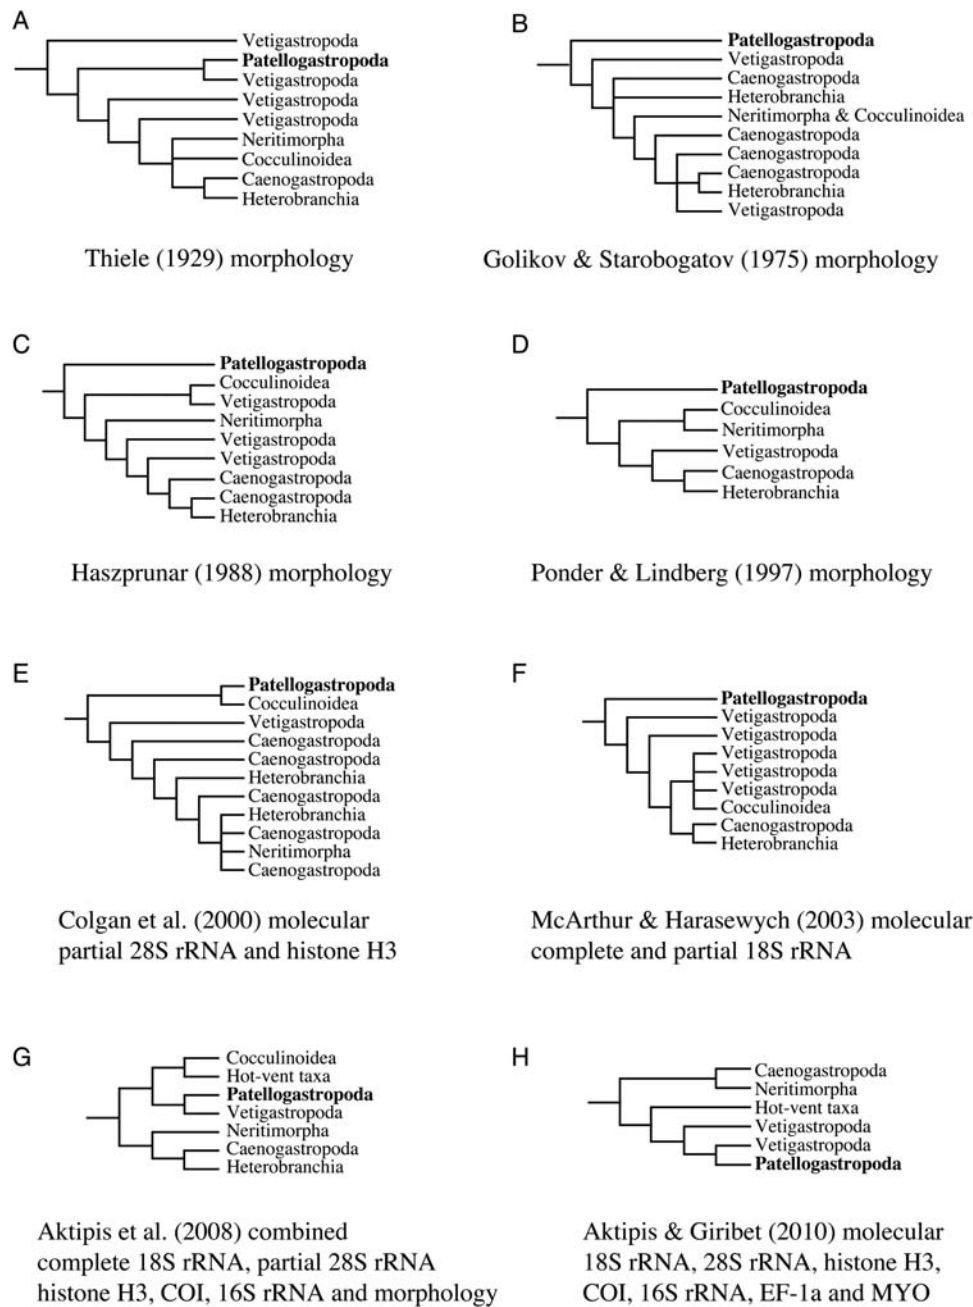 A
Vetigastropoda
Patellogastropoda
Vetigastropoda
Vetigastropoda
Vetigastropoda
Neritimorpha
Cocculinoidea
Caenogastropoda
Heterobranchia
Thiele (1929) morphology
B
Patellogastropoda
Vetigastropoda
Caenogastropoda
Heterobranchia
Neritimorpha & Cocculinoidea
Caenogastropoda
Caenogastropoda
Caenogastropoda
Heterobranchia
Vetigastropoda
Golikov & Starobogatov (1975) morphology
C
Patellogastropoda
Cocculinoidea
Vetigastropoda
Neritimorpha
Vetigastropoda
Vetigastropoda
Caenogastropoda
Caenogastropoda
Heterobranchia
Haszprunar (1988) morphology
D
Patellogastropoda
Cocculinoidea
Neritimorpha
Vetigastropoda
Caenogastropoda
Heterobranchia
Ponder & Lindberg (1997) morphology
E
Patellogastropoda
Cocculinoidea
Vetigastropoda
Caenogastropoda
Caenogastropoda
Heterobranchia
Caenogastropoda
Heterobranchia
Caenogastropoda
Neritimorpha
Caenogastropoda
Colgan et al. (2000) molecular
partial 28S rRNA and histone H3
F
Patellogastropoda
Vetigastropoda
Vetigastropoda
Vetigastropoda
Vetigastropoda
Vetigastropoda
Cocculinoidea
Caenogastropoda
Heterobranchia
McArthur & Harasewych (2003) molecular
complete and partial 18S rRNA
G
Cocculinoidea
Hot-vent taxa
Patellogastropoda
Vetigastropoda
Neritimorpha
Caenogastropoda
Heterobranchia
Aktipis et al. (2008) combined
complete 18S rRNA, partial 28S rRNA
histone H3, COI, 16S rRNA and morphology
H
Caenogastropoda
Neritimorpha
Hot-vent taxa
Vetigastropoda
Vetigastropoda
Patellogastropoda
Aktipis & Giribet (2010) molecular
18S rRNA, 28S rRNA, histone H3,
COI, 16S rRNA, EF-1a and MYO